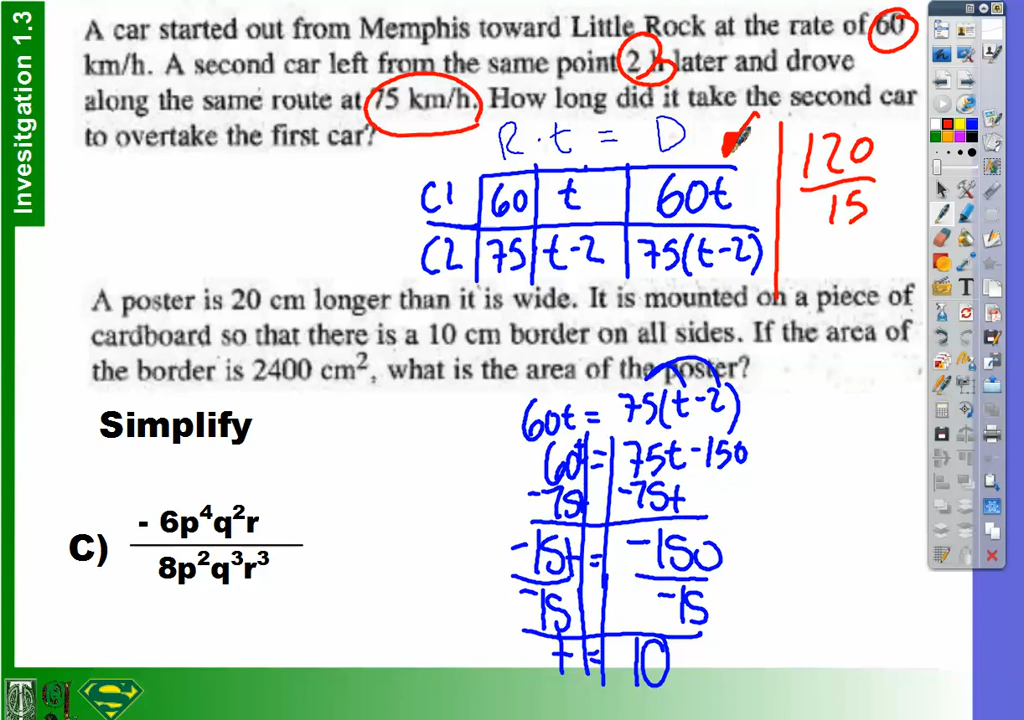 Invesitgation 1.3
A car started out from Memphis toward Little Rock at the rate of 60
km/h. A second car left from the same point 2 h later and drove
along the same route at 75 km/h. How long did it take the second car
to overtake the first car?
R · t = D
C1 60 t 60t
C2 75 t-2 75(t-2)
120
15
A poster is 20 cm longer than it is wide. It is mounted on a piece of
cardboard so that there is a 10 cm border on all sides. If the area of
the border is 2400 cm², what is the area of the poster?
60t = 75(t-2)
60t = 75t-150
-75t -75t
-15t = -150
-15 -15
t = 10
Simplify
C) - 6p⁴q²r
8p²q³r³
T